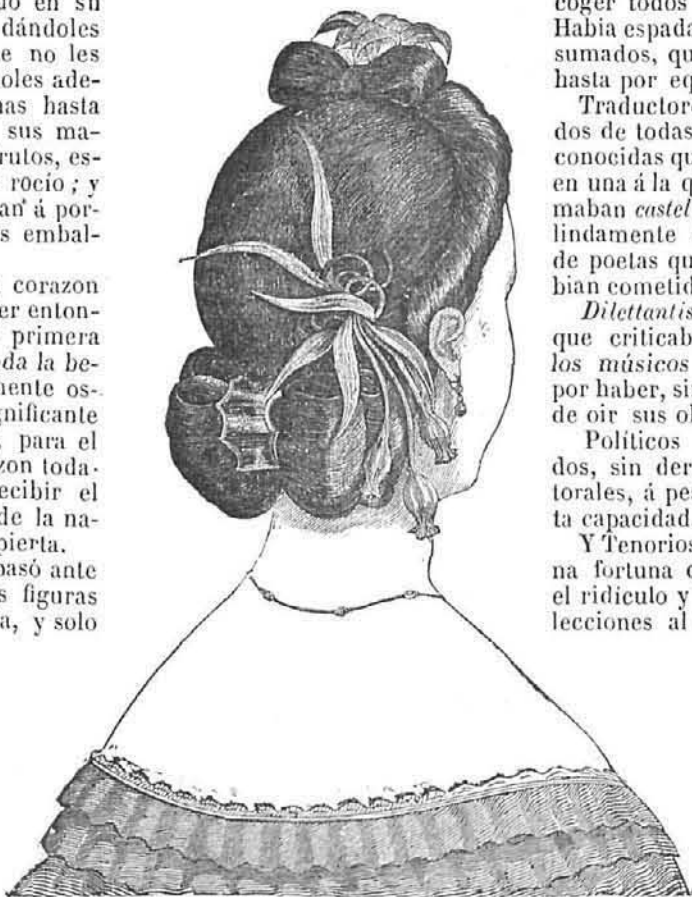 do en su
dándoles
e no les
oles ade-
nas hasta
sus ma-
rutos, es-
rocío; y
an á por-
s embal-
corazon
er enton-
primera
da la be-
mente os-
gnificante
para el
zon toda-
ecibir el
de la na-
pierta.
pasó ante
s figuras
a, y solo
coger todos
Habia espada
sumados, qu
hasta por eq
Traductore
dos de todas
conocidas qu
en una á la q
maban castel
lindamente
de poetas qu
bian cometid
Dilettantis
que criticab
los músicos
por haber, si
de oir sus ol
Políticos
dos, sin der
torales, á pe
ta capacidad
Y Tenorios
na fortuna c
el ridículo y
lecciones al